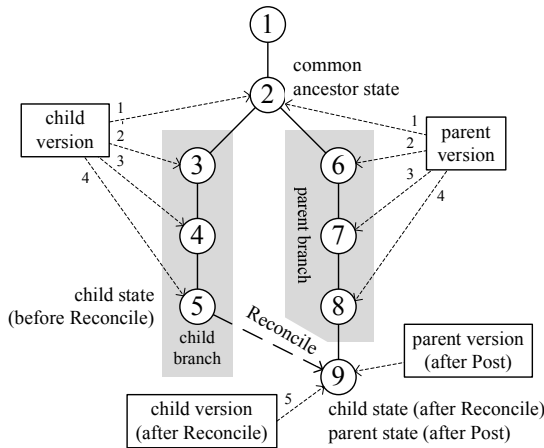 1
common
ancestor state
2
child
version
1
2
3
4
parent
version
1
2
3
4
3
6
parent branch
4
7
child state
(before Reconcile)
5
8
child
branch
Reconcile
parent version
(after Post)
9
5
child version
(after Reconcile)
child state (after Reconcile)
parent state (after Post)